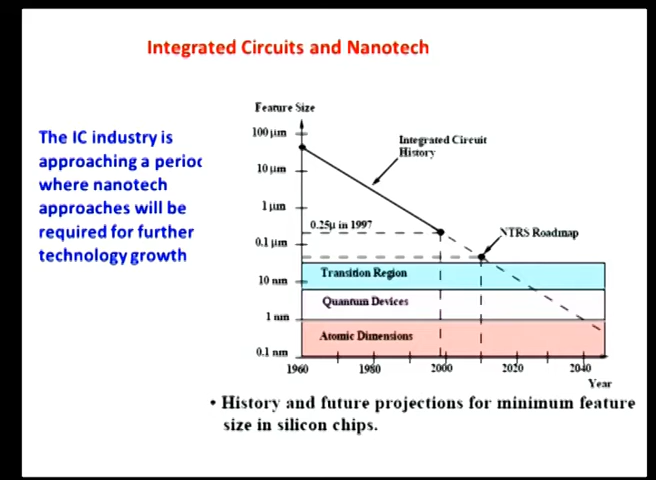 Integrated Circuits and Nanotech
The IC industry is
approaching a perioc
where nanotech
approaches will be
required for further
technology growth
Feature Size
100 µm
10 µm
1 µm
0.1 µm
10 nm
1 nm
0.1 nm
Integrated Circuit
History
0.25µ in 1997
NTRS Roadmap
Transition Region
Quantum Devices
Atomic Dimensions
1960
1980
2000
2020
2040
Year
• History and future projections for minimum feature
size in silicon chips.